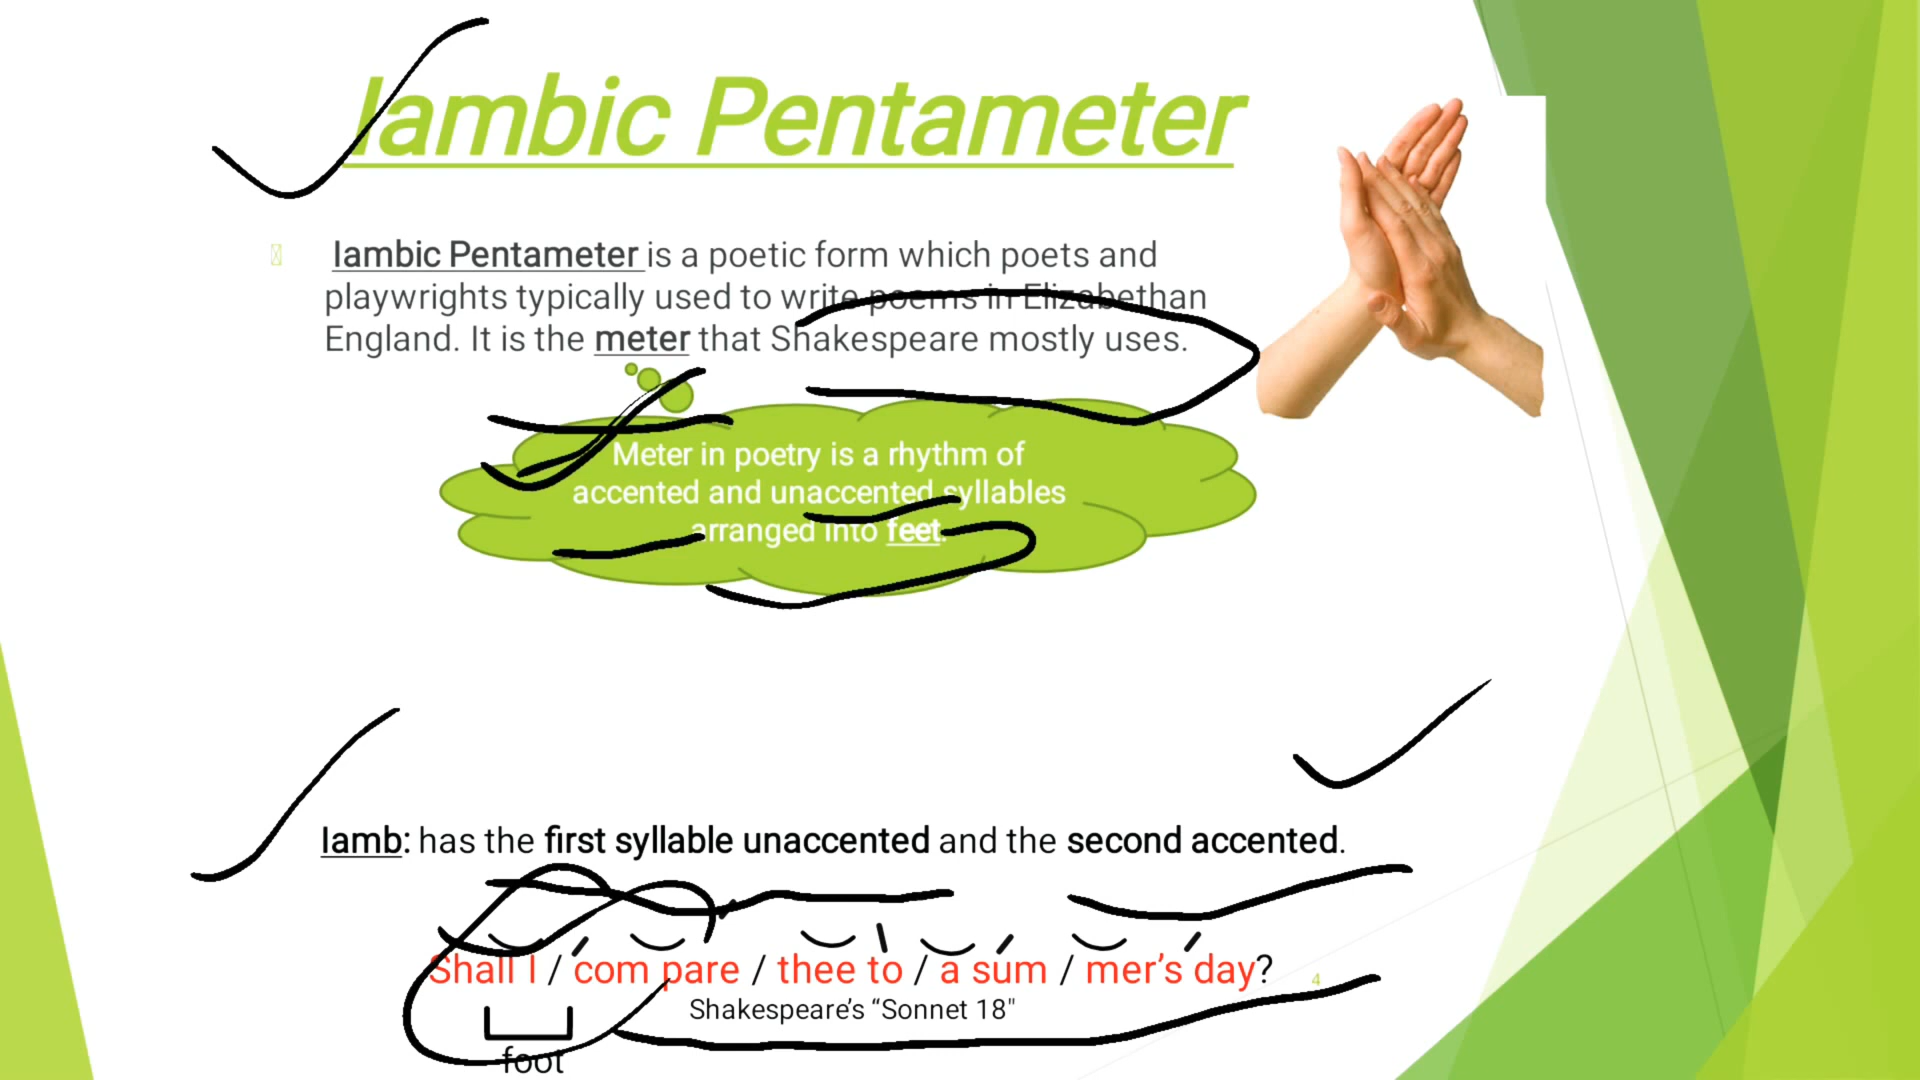 Iambic Pentameter
Iambic Pentameter is a poetic form which poets and
playwrights typically used to write poems in Elizabethan
England. It is the meter that Shakespeare mostly uses.
Meter in poetry is a rhythm of
accented and unaccented syllables
arranged into feet.
Iamb: has the first syllable unaccented and the second accented.
Shall I / com pare / thee to / a sum / mer’s day?
4
Shakespeare’s “Sonnet 18"
foot